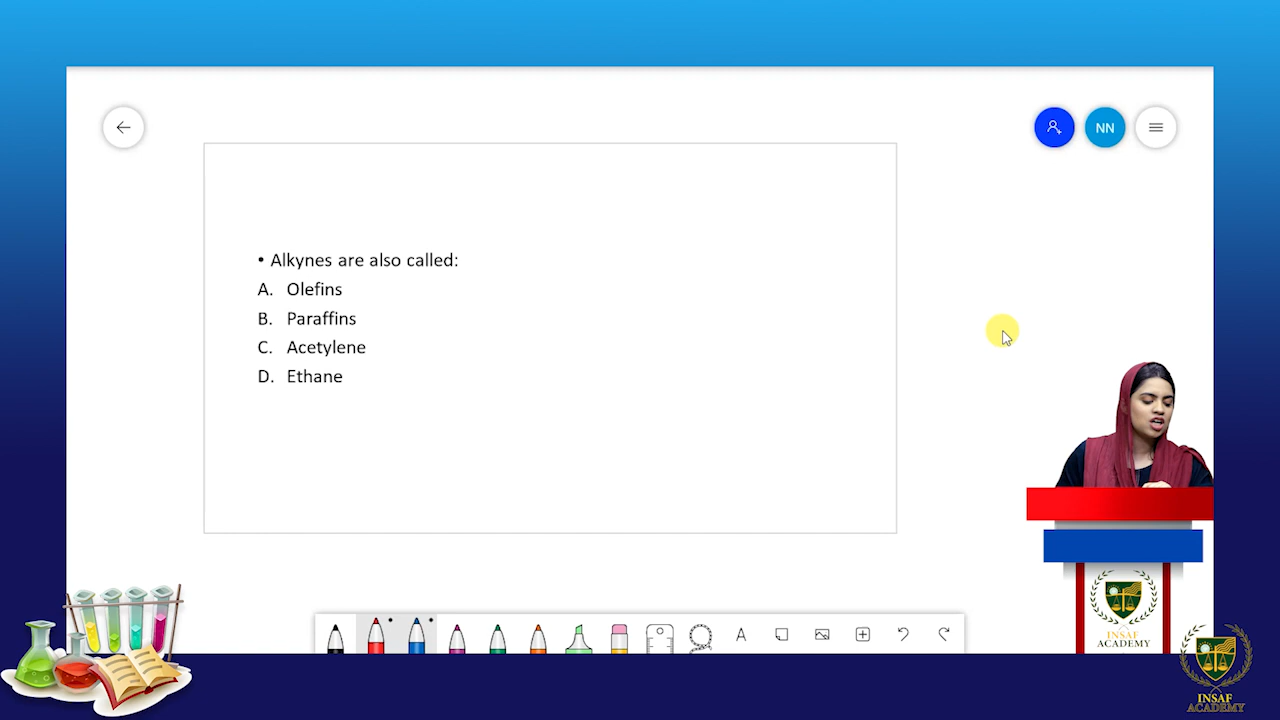 NN
• Alkynes are also called:
A. Olefins
B. Paraffins
C. Acetylene
D. Ethane
A
INSAF
ACADEMY
INSAF
ACADEMY